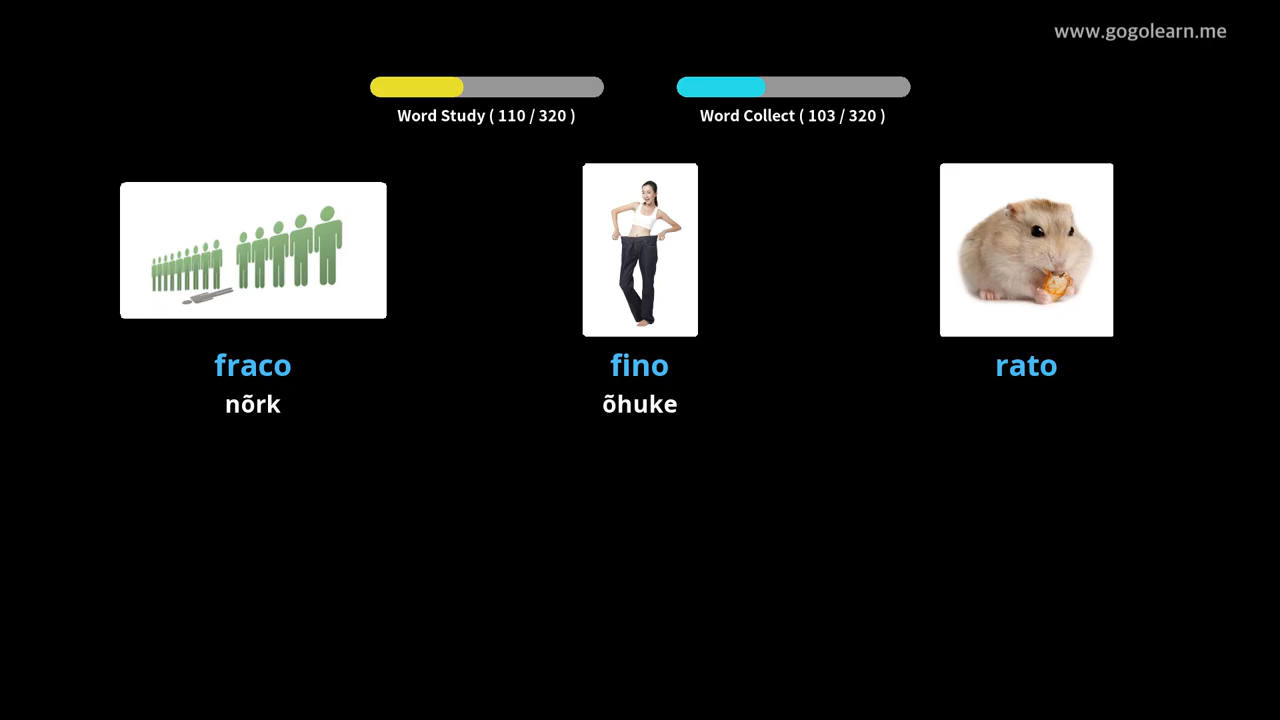 www.gogolearn.me
Word Study ( 110 / 320 )
Word Collect ( 103 / 320 )
fraco
nõrk
fino
õhuke
rato